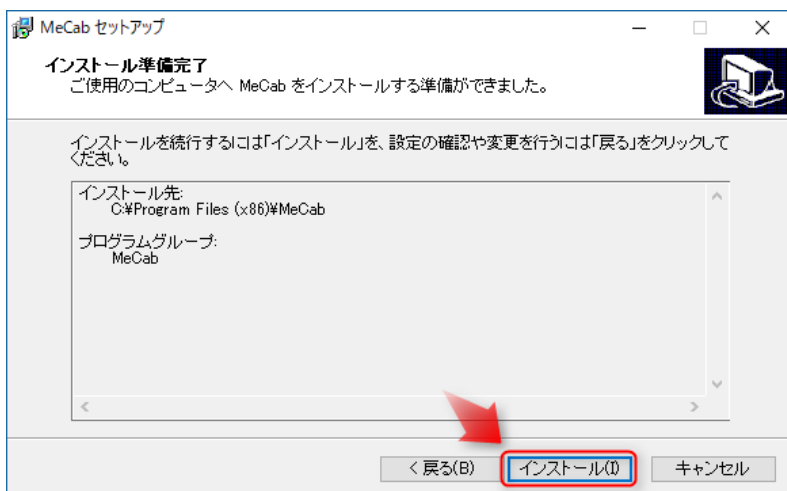 MeCab セットアップ
インストール準備完了
ご使用のコンピュータへ MeCab をインストールする準備ができました。
インストールを続行するには「インストール」を、設定の確認や変更を行うには「戻る」をクリックして
ください。
インストール先:
C:¥Program Files (x86)¥MeCab
プログラムグループ:
MeCab
< 戻る(B)
インストール(I)
キャンセル